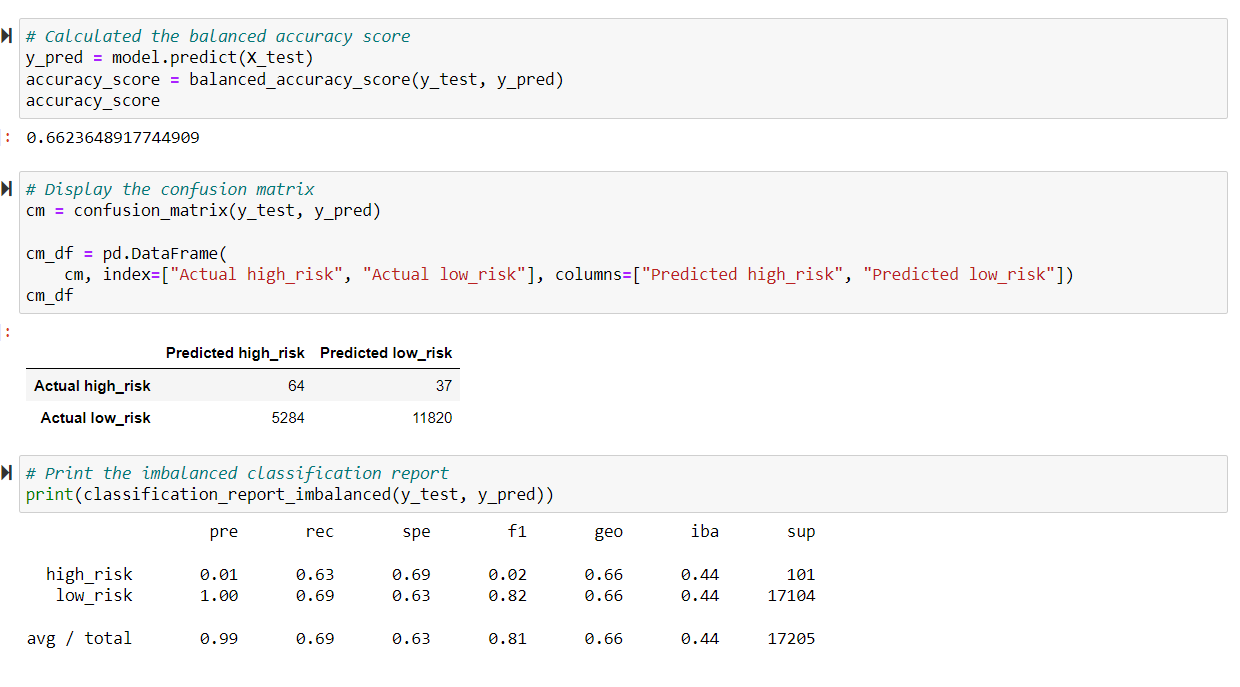 # Calculated the balanced accuracy score
y_pred = model.predict(X_test)
accuracy_score = balanced_accuracy_score(y_test, y_pred)
accuracy_score
: 0.6623648917744909
# Display the confusion matrix
cm = confusion_matrix(y_test, y_pred)
cm_df = pd.DataFrame(
    cm, index=["Actual high_risk", "Actual low_risk"], columns=["Predicted high_risk", "Predicted low_risk"])
cm_df
:
Predicted high_risk Predicted low_risk
Actual high_risk 64 37
Actual low_risk 5284 11820
# Print the imbalanced classification report
print(classification_report_imbalanced(y_test, y_pred))
pre rec spe f1 geo iba sup
high_risk 0.01 0.63 0.69 0.02 0.66 0.44 101
low_risk 1.00 0.69 0.63 0.82 0.66 0.44 17104
avg / total 0.99 0.69 0.63 0.81 0.66 0.44 17205